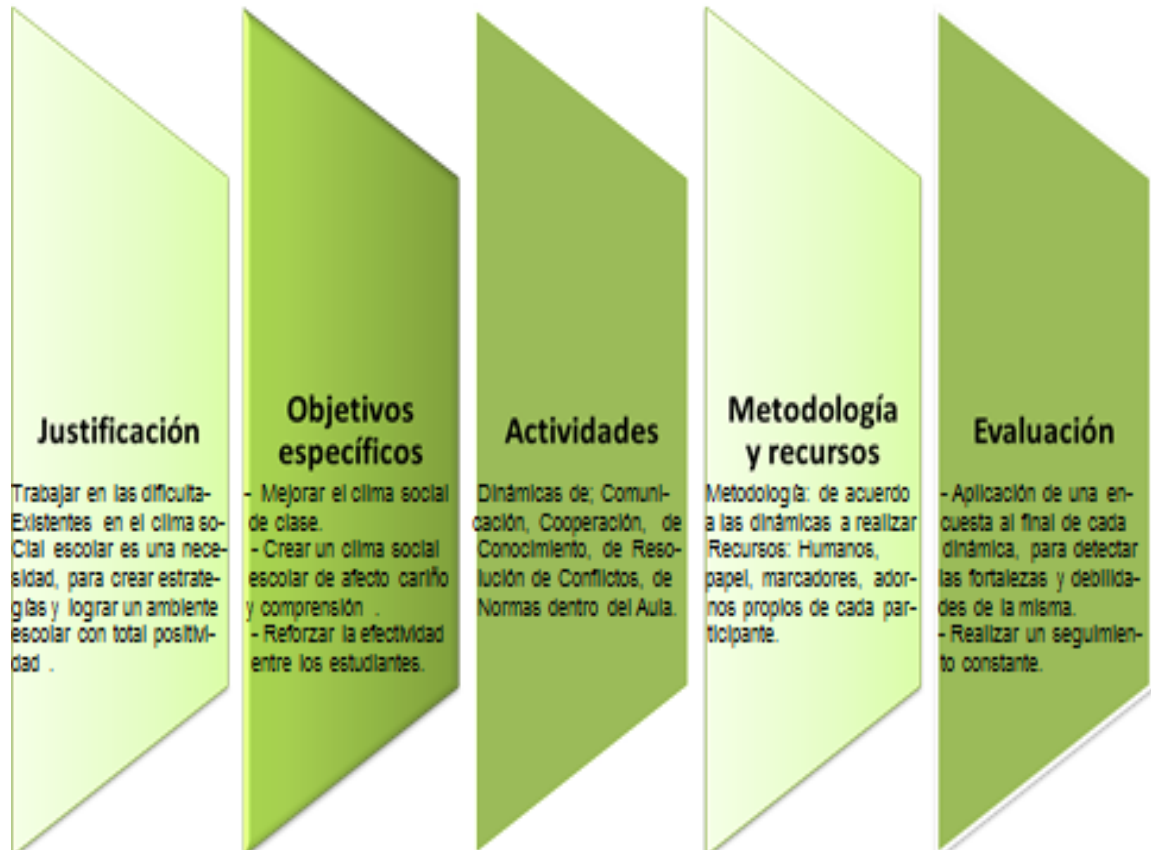 Justificación
Trabajar en las dificulta-
Existentes en el clima so-
Cial escolar es una nece-
sidad, para crear estrate-
gias y lograr un ambiente
escolar con total positivi-
dad .
Objetivos
específicos
- Mejorar el clima social
de clase.
- Crear un clima social
escolar de afecto cariño
y comprensión .
- Reforzar la efectividad
entre los estudiantes.
Actividades
Dinámicas de; Comuni-
cación, Cooperación, de
Conocimiento, de Reso-
lución de Conflictos, de
Normas dentro del Aula.
Metodología
y recursos
Metodología: de acuerdo
a las dinámicas a realizar
Recursos: Humanos,
papel, marcadores, ador-
nos propios de cada par-
ticipante.
Evaluación
- Aplicación de una en-
cuesta al final de cada
dinámica, para detectar
las fortalezas y debilida-
des de la misma.
- Realizar un seguimien-
to constante.